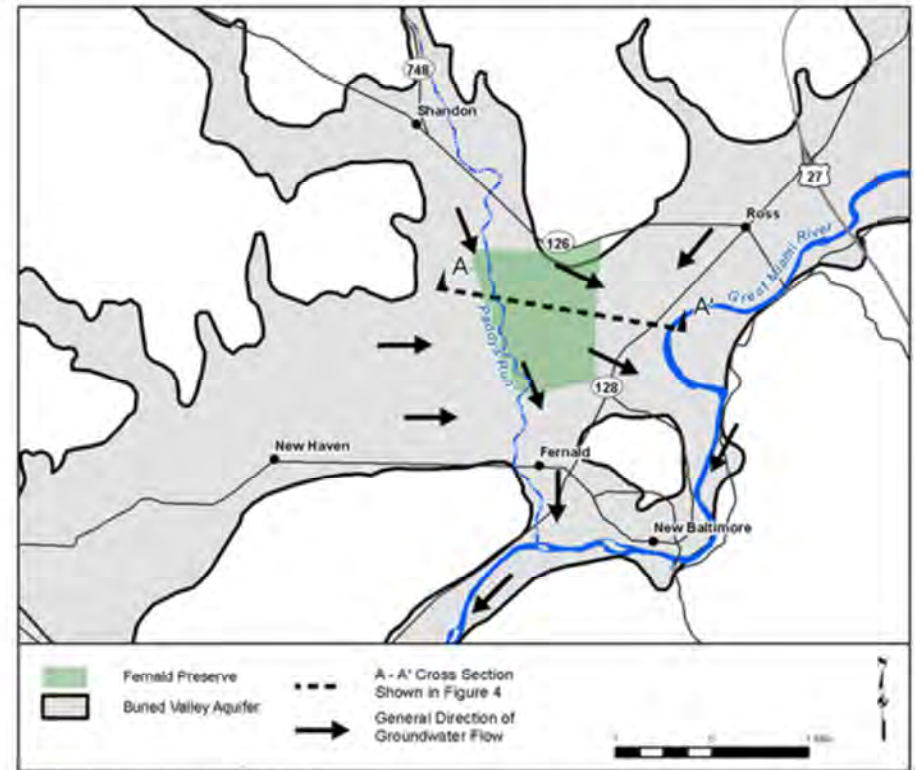 748
Shandon
27
Ross
126
Great Miami River
A
A'
Paddys Run
128
New Haven
Fernald
New Baltimore
Fernald Preserve
A - A' Cross Section
Shown in Figure 4
Buried Valley Aquifer
General Direction of
Groundwater Flow